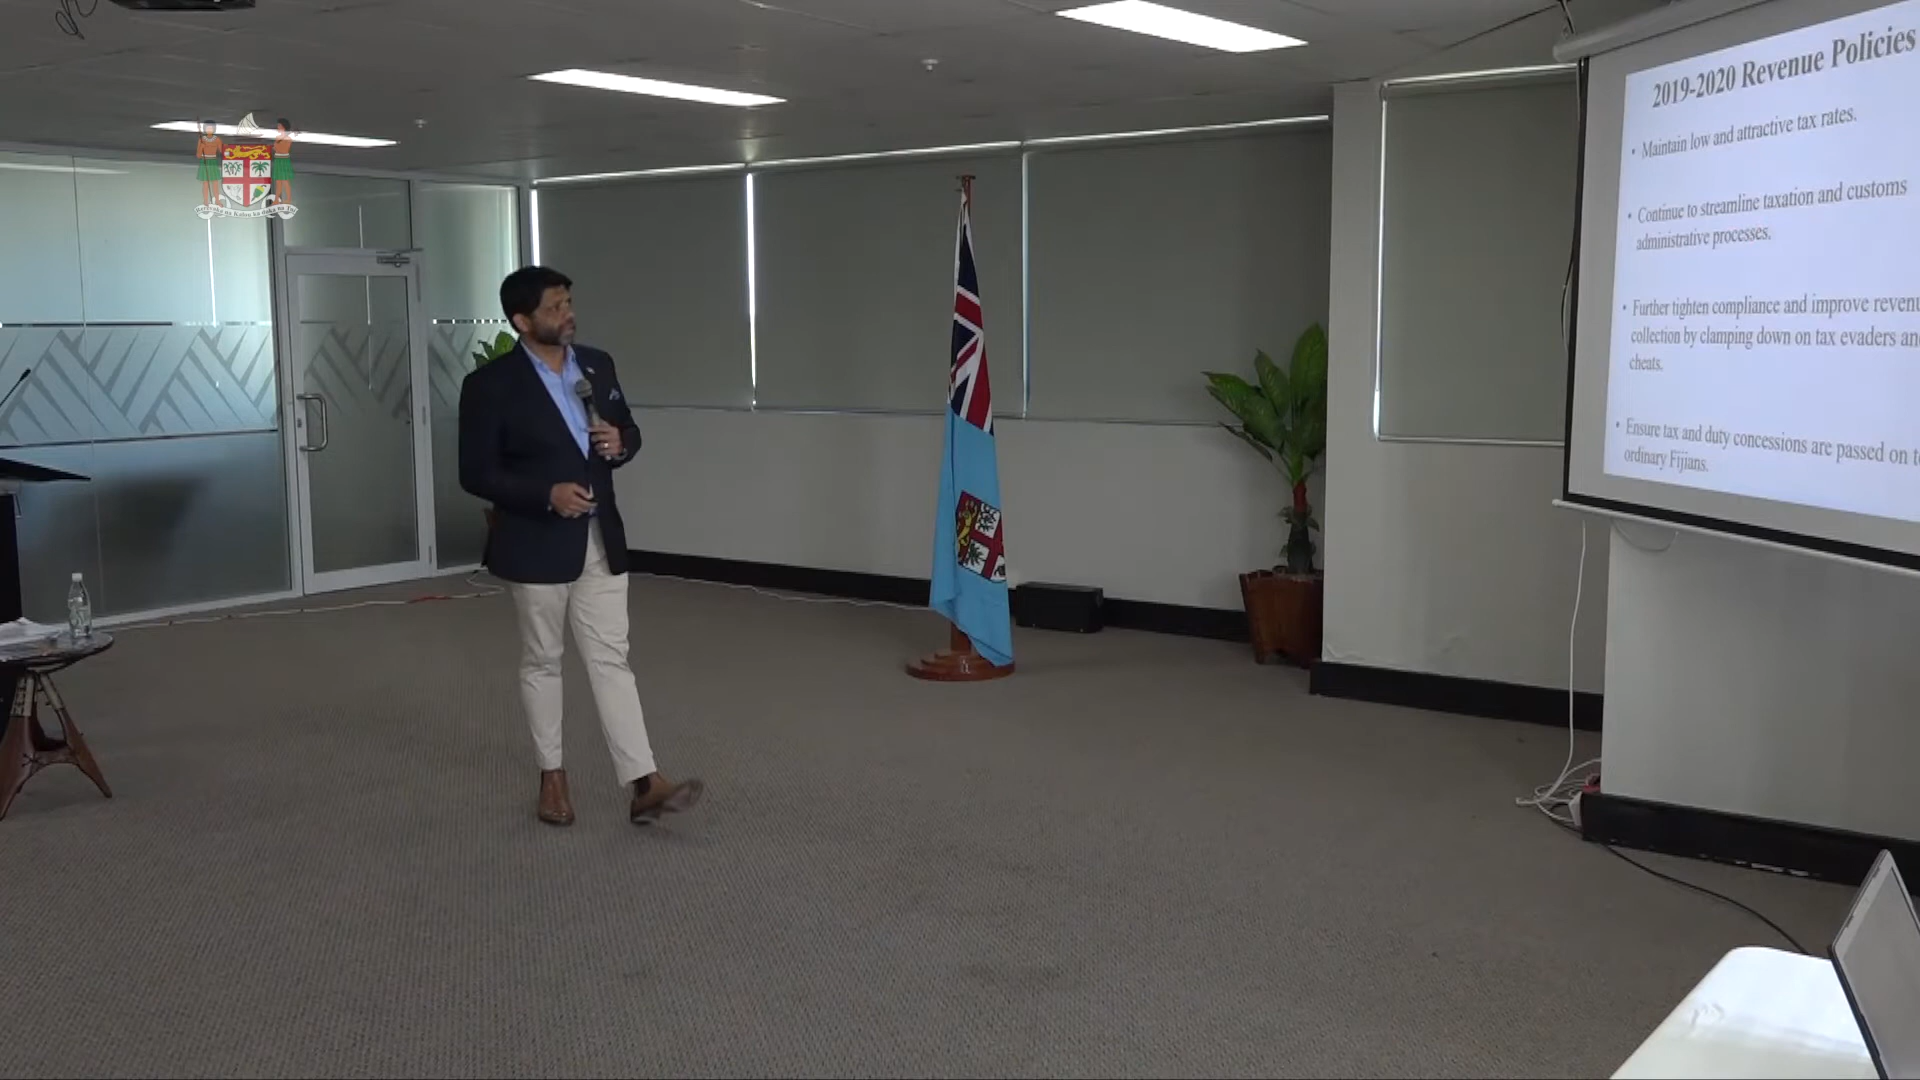 2019-2020 Revenue Policies
• Maintain low and attractive tax rates.
• Continue to streamline taxation and customs
administrative processes.
• Further tighten compliance and improve revenu
collection by clamping down on tax evaders an
cheats.
• Ensure tax and duty concessions are passed on t
ordinary Fijians.